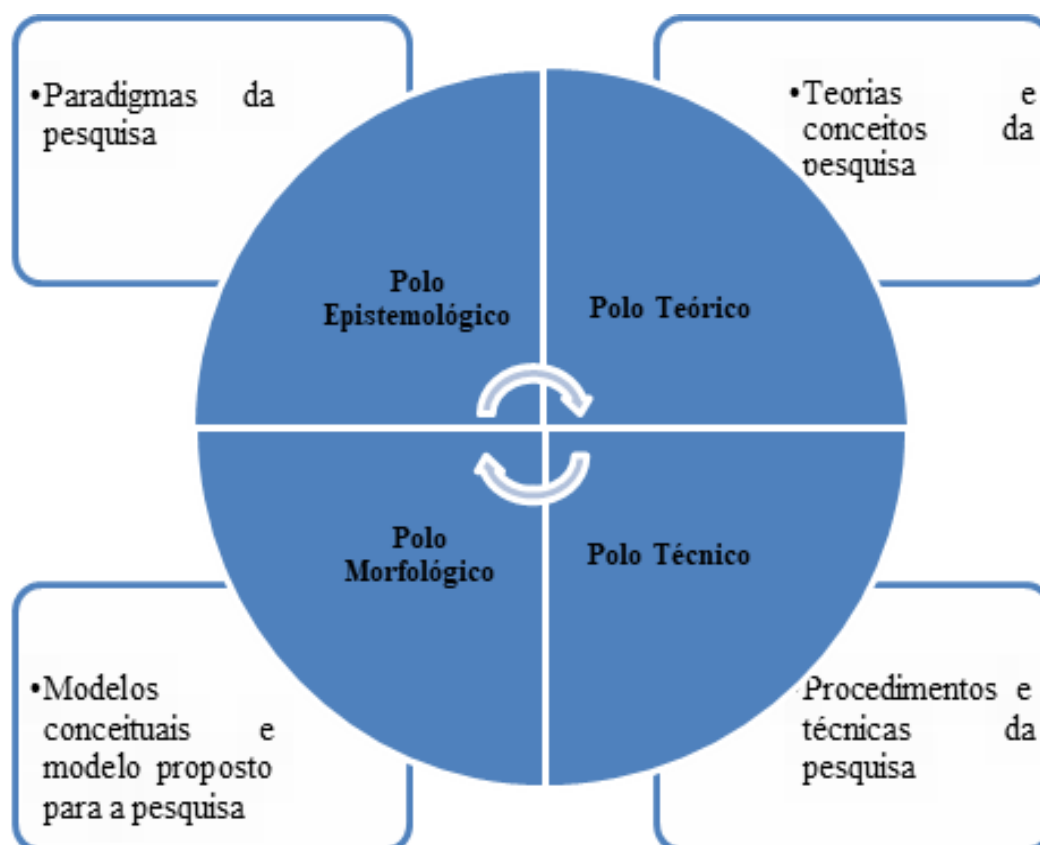 •Paradigmas da
pesquisa
•Teorias e
conceitos da
pesquisa
Polo
Epistemológico
Polo Teórico
Polo
Morfológico
Polo Técnico
•Modelos
conceituais e
modelo proposto
para a pesquisa
•Procedimentos e
técnicas da
pesquisa